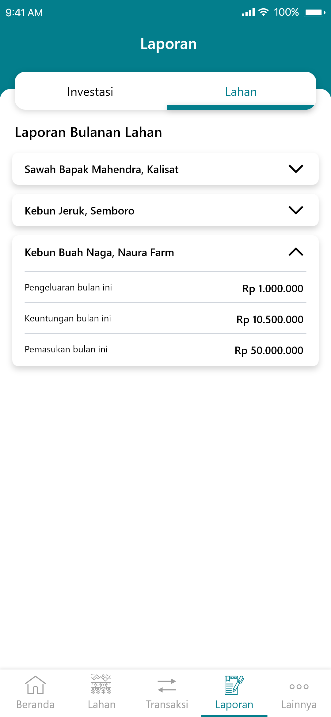 9:41 AM 100%
Laporan
Investasi Lahan
Laporan Bulanan Lahan
Sawah Bapak Mahendra, Kalisat
Kebun Jeruk, Semboro
Kebun Buah Naga, Naura Farm
Pengeluaran bulan ini Rp 1.000.000
Keuntungan bulan ini Rp 10.500.000
Pemasukan bulan ini Rp 50.000.000
Beranda Lahan Transaksi Laporan Lainnya